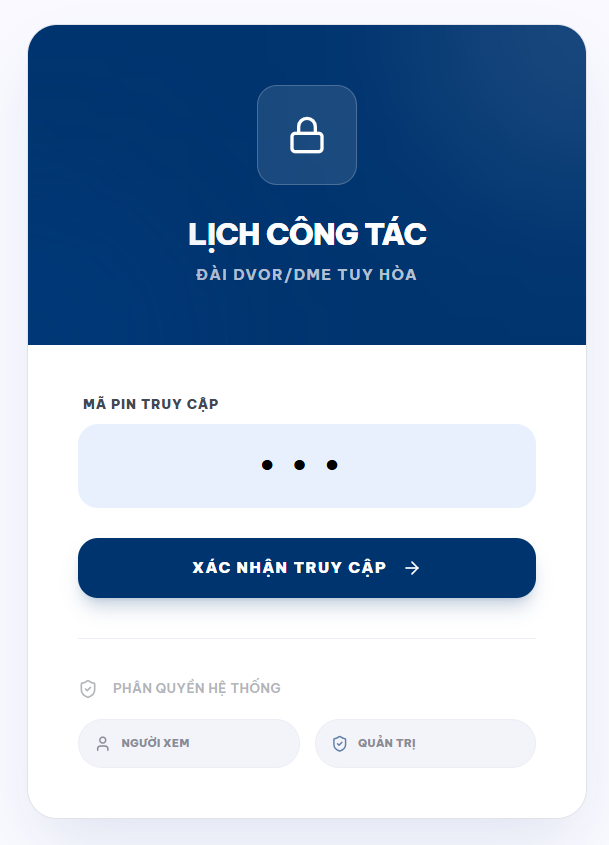 LỊCH CÔNG TÁC
ĐÀI DVOR/DME TUY HÒA
MÃ PIN TRUY CẬP
XÁC NHẬN TRUY CẬP
PHÂN QUYỀN HỆ THỐNG
NGƯỜI XEM
QUẢN TRỊ